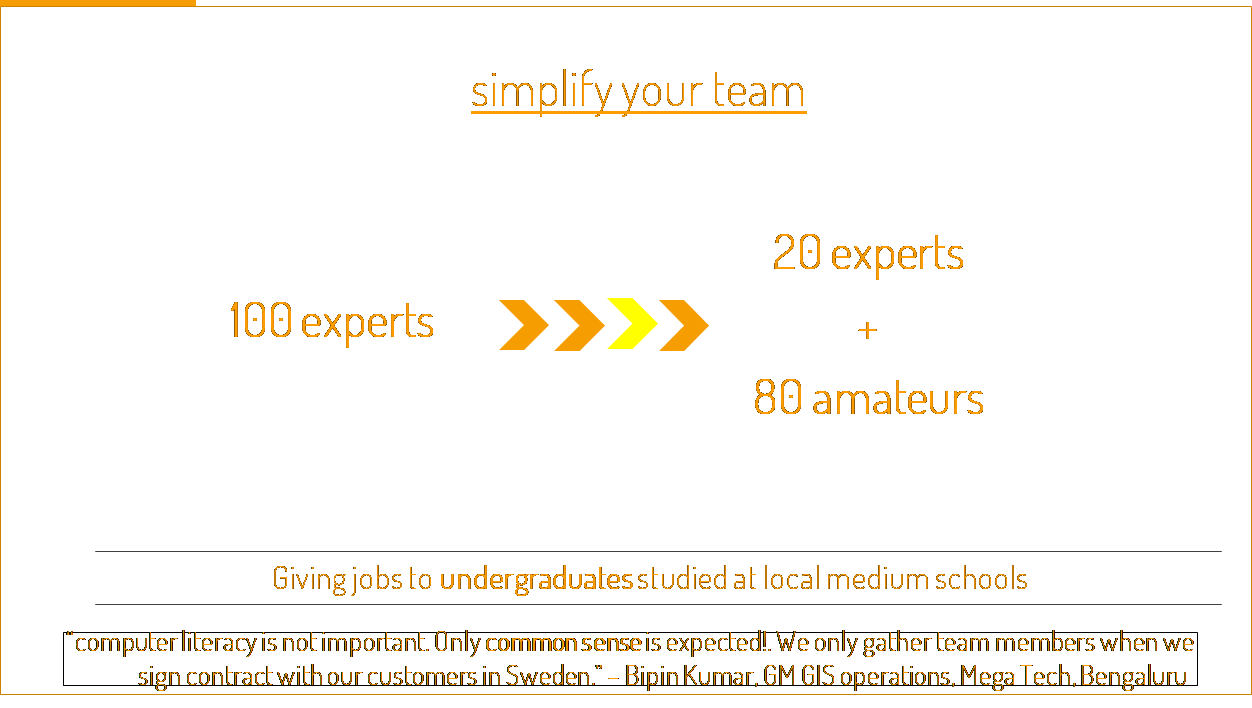 simplify your team
100 experts
20 experts
+
80 amateurs
Giving jobs to undergraduates studied at local medium schools
“computer literacy is not important. Only common sense is expected!. We only gather team members when we
sign contract with our customers in Sweden.” – Bipin Kumar, GM GIS operations, Mega Tech, Bengaluru